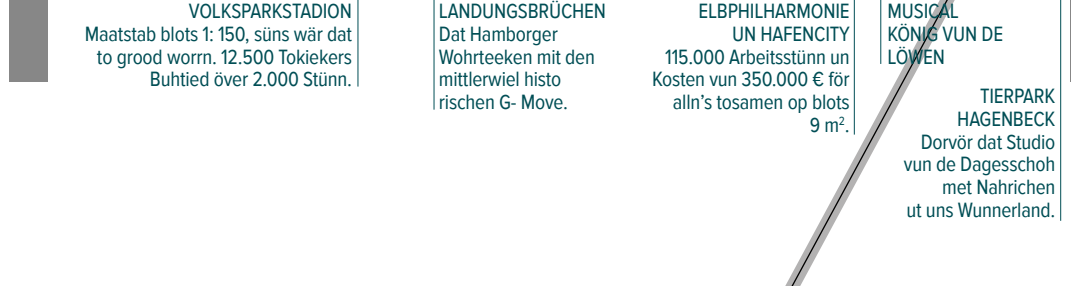 VOLKSPARKSTADION
Maatstab blots 1: 150, süns wär dat
to grood worrn. 12.500 Tokiekers
Buhtied över 2.000 Stünn.
LANDUNGSBRÜCHEN
Dat Hamborger
Wohrteeken mit den
mittlerwiel histo
rischen G- Move.
ELBPHILHARMONIE
UN HAFENCITY
115.000 Arbeitsstünn un
Kosten vun 350.000 € för
alln's tosamen op blots
9 m².
MUSICAL
KÖNIG VUN DE
LÖWEN
TIERPARK
HAGENBECK
Dorvör dat Studio
vun de Dagesschoh
met Nahrichen
ut uns Wunnerland.